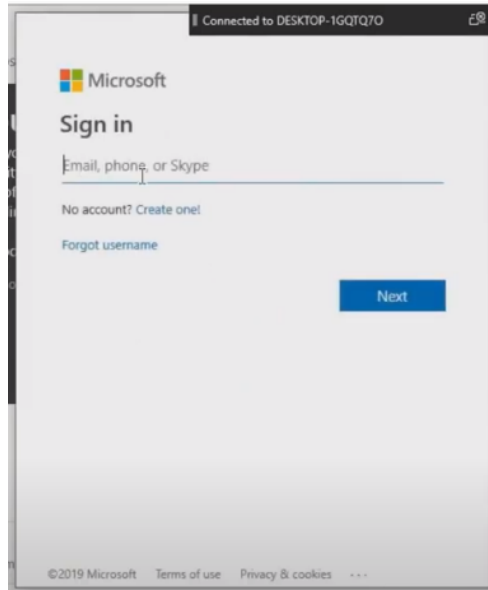 Connected to DESKTOP-1GQTQ7O
Microsoft
Sign in
Email, phone, or Skype
No account? Create one!
Forgot username
Next
©2019 Microsoft Terms of use Privacy & cookies ...